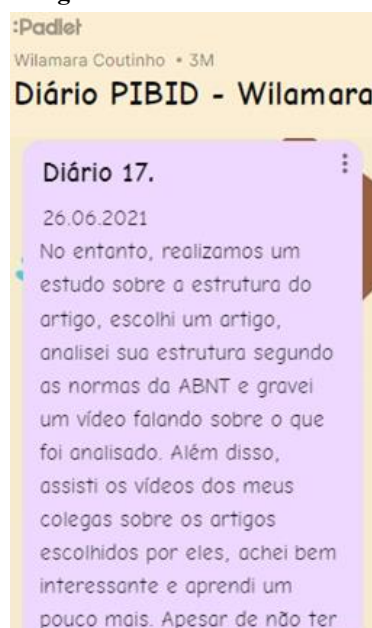 :Padlet
Wilamara Coutinho • 3M
Diário PIBID - Wilamara
Diário 17.
26.06.2021
No entanto, realizamos um
estudo sobre a estrutura do
artigo, escolhi um artigo,
analisei sua estrutura segundo
as normas da ABNT e gravei
um vídeo falando sobre o que
foi analisado. Além disso,
assisti os vídeos dos meus
colegas sobre os artigos
escolhidos por eles, achei bem
interessante e aprendi um
pouco mais. Apesar de não ter